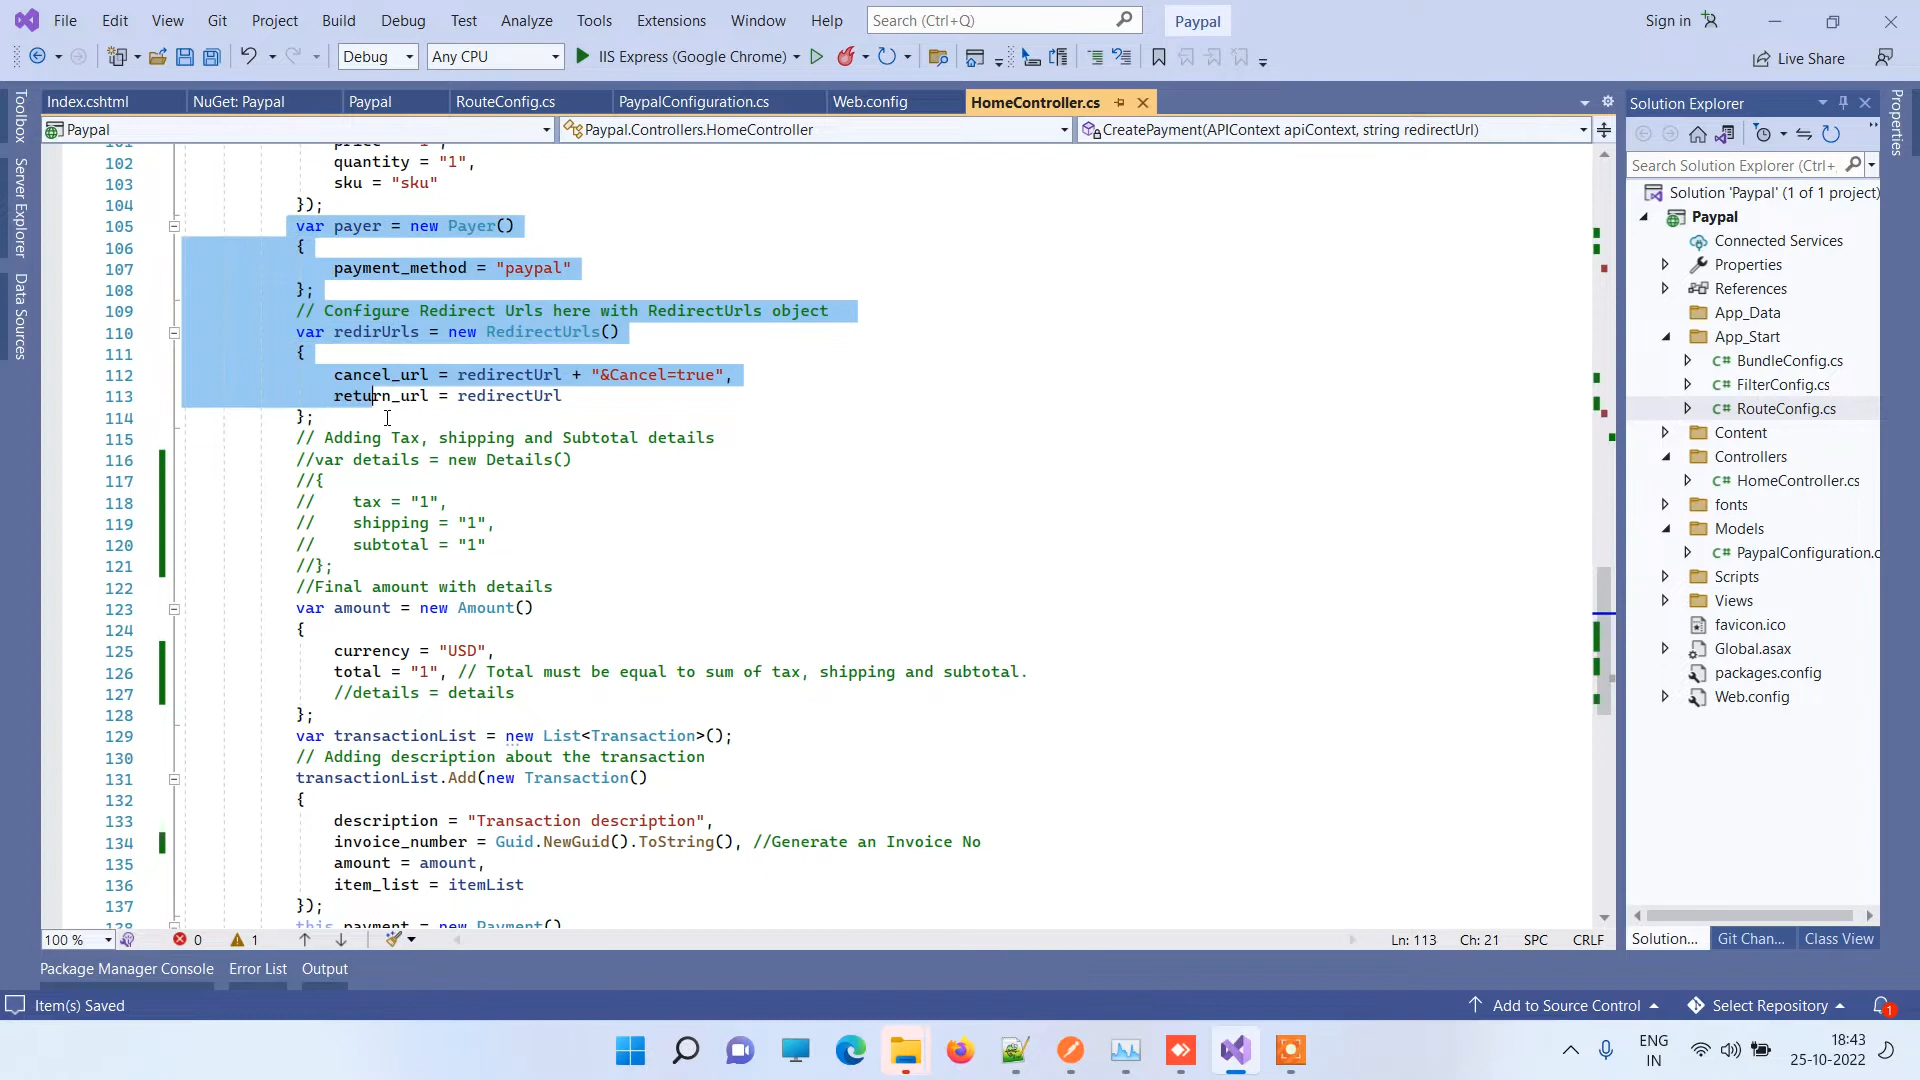 File Edit View Git Project Build Debug Test Analyze Tools Extensions Window Help Search (Ctrl+Q) Paypal Sign in
Debug Any CPU IIS Express (Google Chrome) Live Share
Index.cshtml NuGet: Paypal Paypal RouteConfig.cs PaypalConfiguration.cs Web.config HomeController.cs
Paypal Paypal.Controllers.HomeController CreatePayment(APIContext apiContext, string redirectUrl)
Toolbox
Server Explorer
Data Sources
102 quantity = "1",
103 sku = "sku"
104 });
105 var payer = new Payer()
106 {
107 payment_method = "paypal"
108 };
109 // Configure Redirect Urls here with RedirectUrls object
110 var redirUrls = new RedirectUrls()
111 {
112 cancel_url = redirectUrl + "&Cancel=true",
113 return_url = redirectUrl
114 };
115 // Adding Tax, shipping and Subtotal details
116 //var details = new Details()
117 //{
118 // tax = "1",
119 // shipping = "1",
120 // subtotal = "1"
121 //};
122 //Final amount with details
123 var amount = new Amount()
124 {
125 currency = "USD",
126 total = "1", // Total must be equal to sum of tax, shipping and subtotal.
127 //details = details
128 };
129 var transactionList = new List<Transaction>();
130 // Adding description about the transaction
131 transactionList.Add(new Transaction()
132 {
133 description = "Transaction description",
134 invoice_number = Guid.NewGuid().ToString(), //Generate an Invoice No
135 amount = amount,
136 item_list = itemList
137 });
138 this.payment = new Payment()
100 % 0 1 Ln: 113 Ch: 21 SPC CRLF
Solution Explorer
Search Solution Explorer (Ctrl+
Solution 'Paypal' (1 of 1 project)
Paypal
Connected Services
Properties
References
App_Data
App_Start
C# BundleConfig.cs
C# FilterConfig.cs
C# RouteConfig.cs
Content
Controllers
C# HomeController.cs
fonts
Models
C# PaypalConfiguration.c
Scripts
Views
favicon.ico
Global.asax
packages.config
Web.config
Solution... Git Chan... Class View
Properties
Package Manager Console Error List Output
Item(s) Saved Add to Source Control Select Repository 1
ENG
IN
18:43
25-10-2022